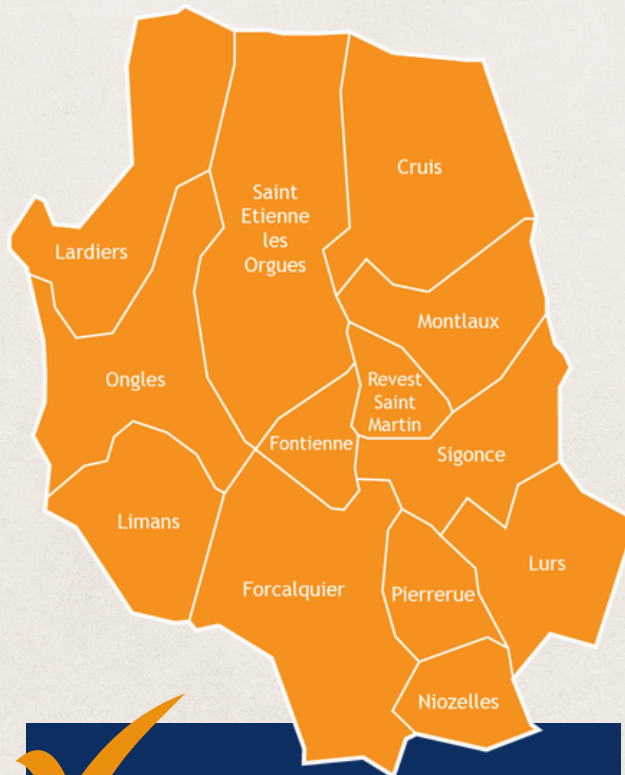 Cruis
Saint
Etienne
les
Orgues
Lardiers
Montlaux
Ongles
Revest
Saint
Martin
Fontienne
Sigonce
Limans
Lurs
Forcalquier
Pierrerue
Niozelles